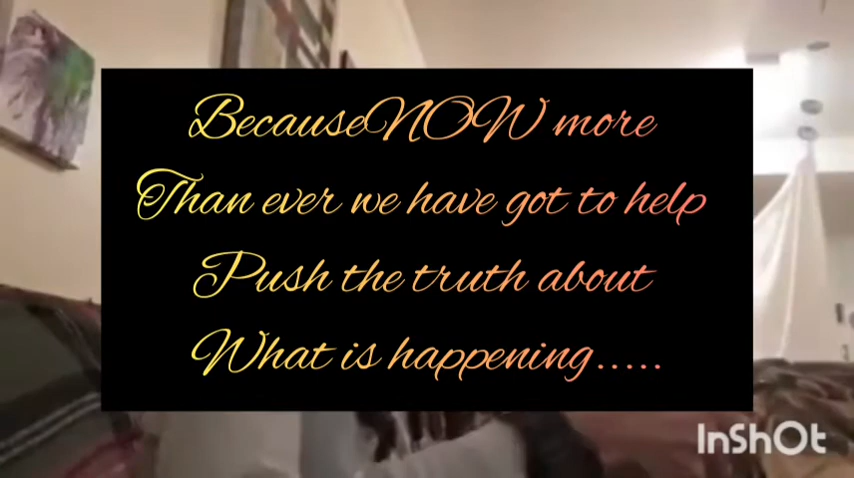 BecauseNOW more
Than ever we have got to help
Push the truth about
What is happening.....
InShOt